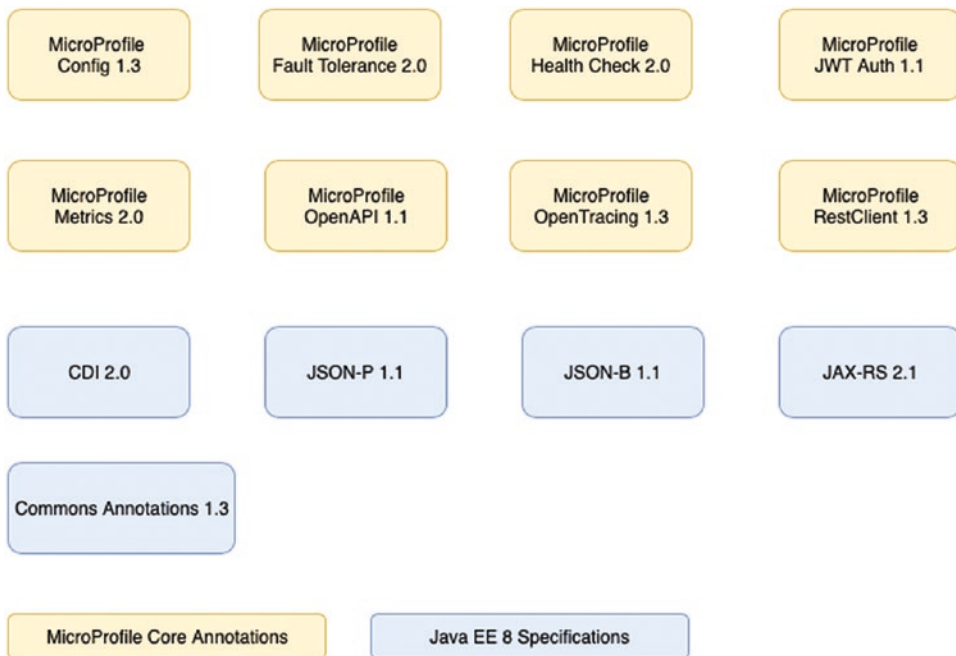 MicroProfile
Config 1.3
MicroProfile
Fault Tolerance 2.0
MicroProfile
Health Check 2.0
MicroProfile
JWT Auth 1.1
MicroProfile
Metrics 2.0
MicroProfile
OpenAPI 1.1
MicroProfile
OpenTracing 1.3
MicroProfile
RestClient 1.3
CDI 2.0
JSON-P 1.1
JSON-B 1.1
JAX-RS 2.1
Commons Annotations 1.3
MicroProfile Core Annotations
Java EE 8 Specifications